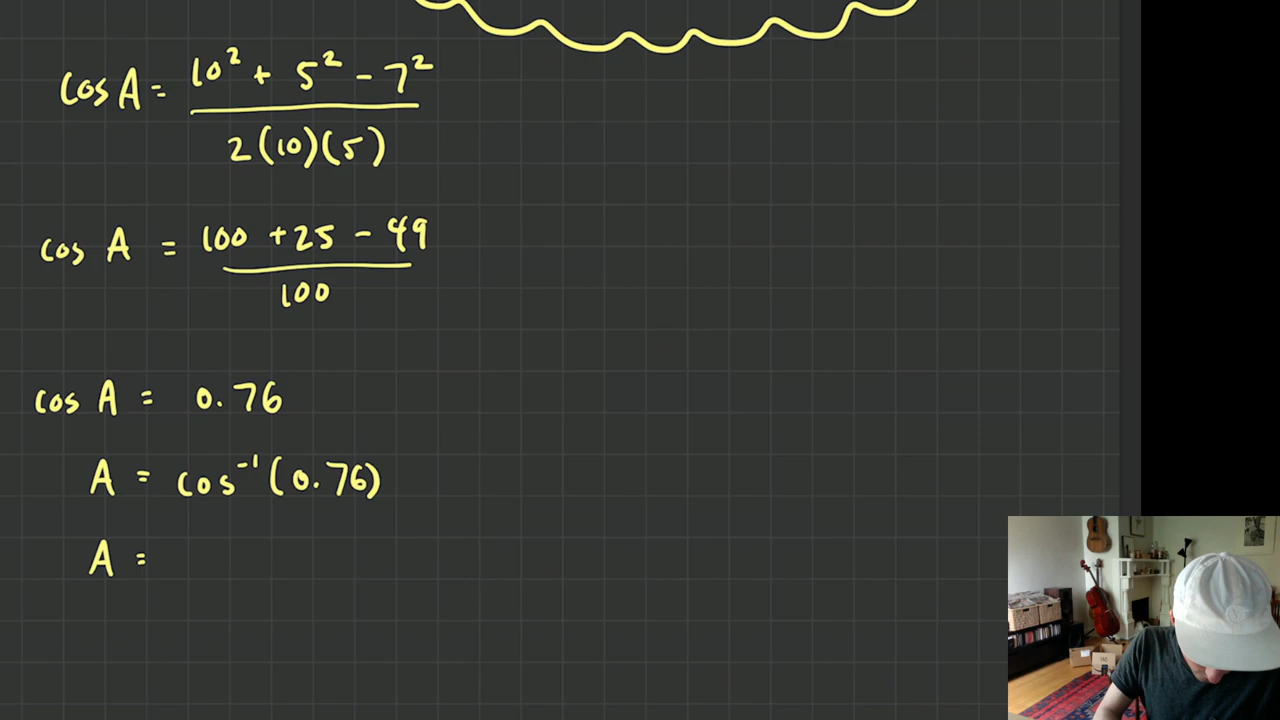 cos A = 10² + 5² - 7²
2(10)(5)
cos A = 100 + 25 - 49
100
cos A = 0.76
A = cos⁻¹(0.76)
A =